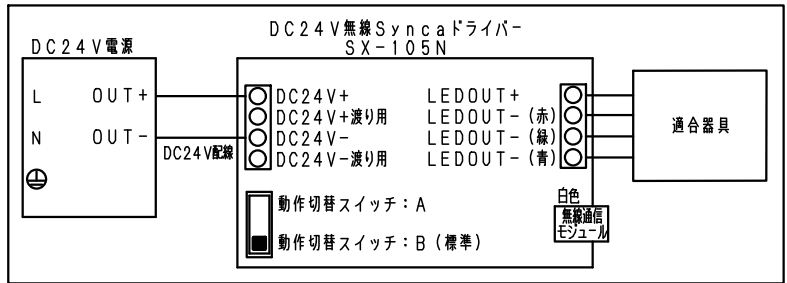 DC24V無線Syncaドライバー
SX-105N
DC24V電源
L OUT+
N OUT-
DC24V配線
DC24V+ LEDOUT+
DC24V+渡り用 LEDOUT-(赤)
DC24V- LEDOUT-(緑)
DC24V-渡り用 LEDOUT-(青)
適合器具
動作切替スイッチ:A
動作切替スイッチ:B(標準)
白色
無線通信
モジュール